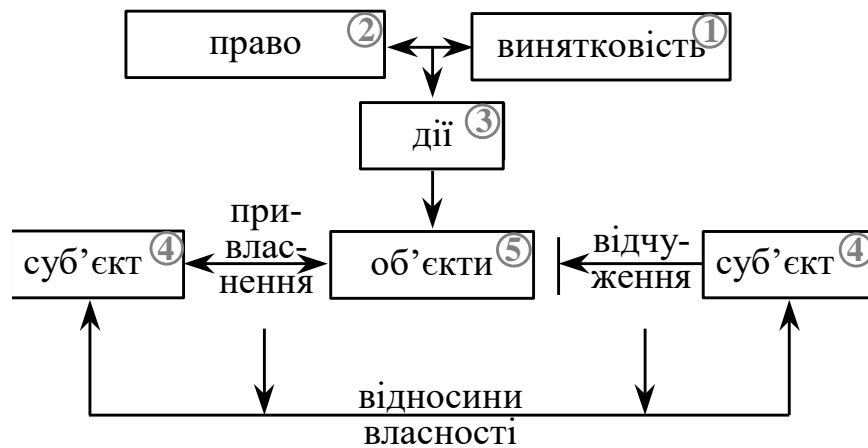 право ②
винятковість ①
дії ③
при-
влас-
нення
суб’єкт ④
об’єкти ⑤
відчу-
ження
суб’єкт ④
відносини
власності